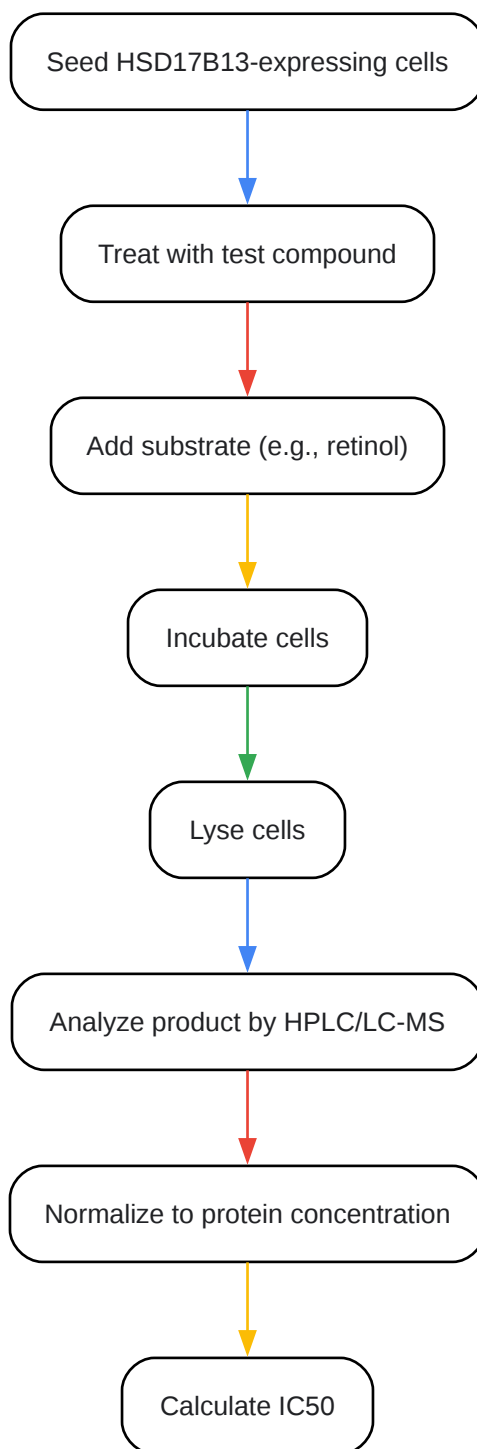 Seed HSD17B13-expressing cells
Treat with test compound
Add substrate (e.g., retinol)
Incubate cells
Lyse cells
Analyze product by HPLC/LC-MS
Normalize to protein concentration
Calculate IC50